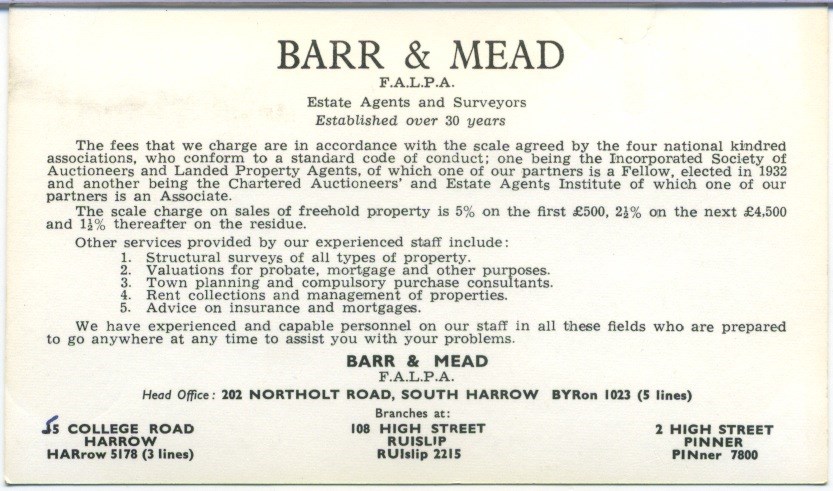 BARR & MEAD
F.A.L.P.A.
Estate Agents and Surveyors
Established over 30 years
The fees that we charge are in accordance with the scale agreed by the four national kindred
associations, who conform to a standard code of conduct; one being the Incorporated Society of
Auctioneers and Landed Property Agents, of which one of our partners is a Fellow, elected in 1932
and another being the Chartered Auctioneers' and Estate Agents Institute of which one of our
partners is an Associate.
The scale charge on sales of freehold property is 5% on the first £500, 2½% on the next £4,500
and 1½% thereafter on the residue.
Other services provided by our experienced staff include:
1. Structural surveys of all types of property.
2. Valuations for probate, mortgage and other purposes.
3. Town planning and compulsory purchase consultants.
4. Rent collections and management of properties.
5. Advice on insurance and mortgages.
We have experienced and capable personnel on our staff in all these fields who are prepared
to go anywhere at any time to assist you with your problems.
BARR & MEAD
F.A.L.P.A.
Head Office: 202 NORTHOLT ROAD, SOUTH HARROW BYRon 1023 (5 lines)
Branches at:
55 COLLEGE ROAD 108 HIGH STREET 2 HIGH STREET
HARROW RUISLIP PINNER
HARrow 5178 (3 lines) RUIslip 2215 PINner 7800